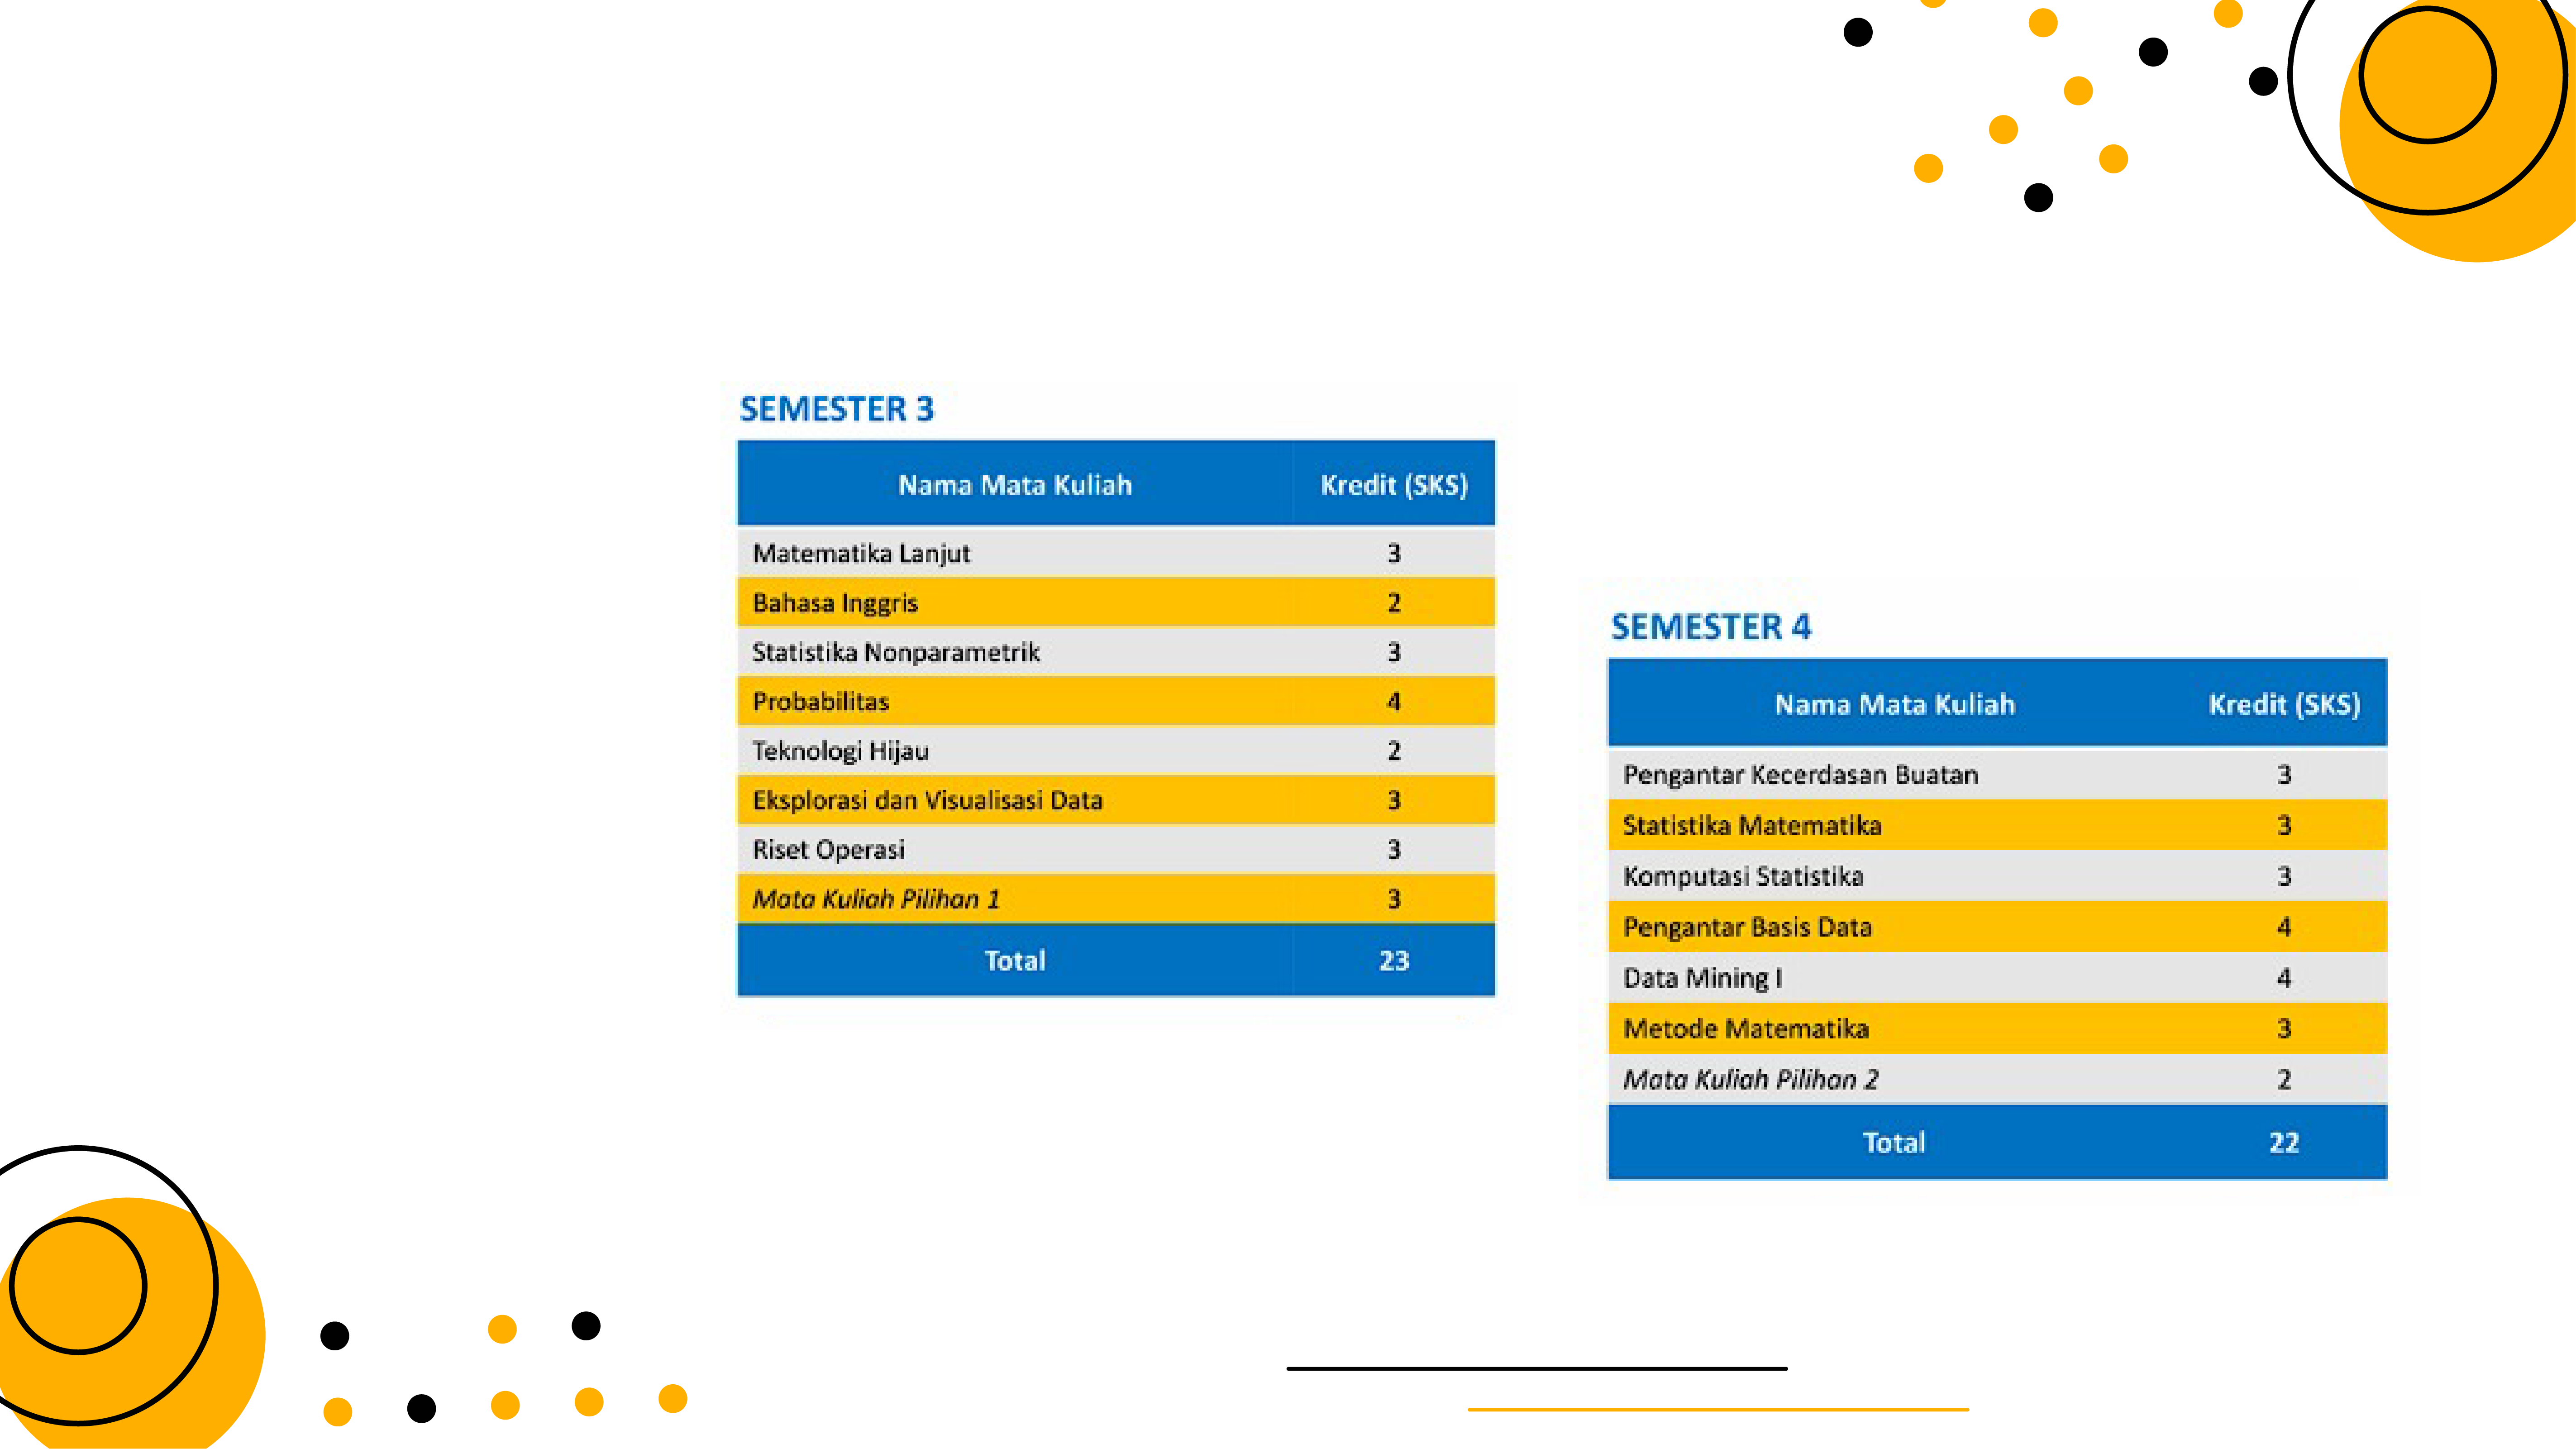 SEMESTER 3
Nama Mata Kuliah Kredit (SKS)
Matematika Lanjut 3
Bahasa Inggris 2
Statistika Nonparametrik 3
Probabilitas 4
Teknologi Hijau 2
Eksplorasi dan Visualisasi Data 3
Riset Operasi 3
Mata Kuliah Pilihan 1 3
Total 23
SEMESTER 4
Nama Mata Kuliah Kredit (SKS)
Pengantar Kecerdasan Buatan 3
Statistika Matematika 3
Komputasi Statistika 3
Pengantar Basis Data 4
Data Mining I 4
Metode Matematika 3
Mata Kuliah Pilihan 2 2
Total 22